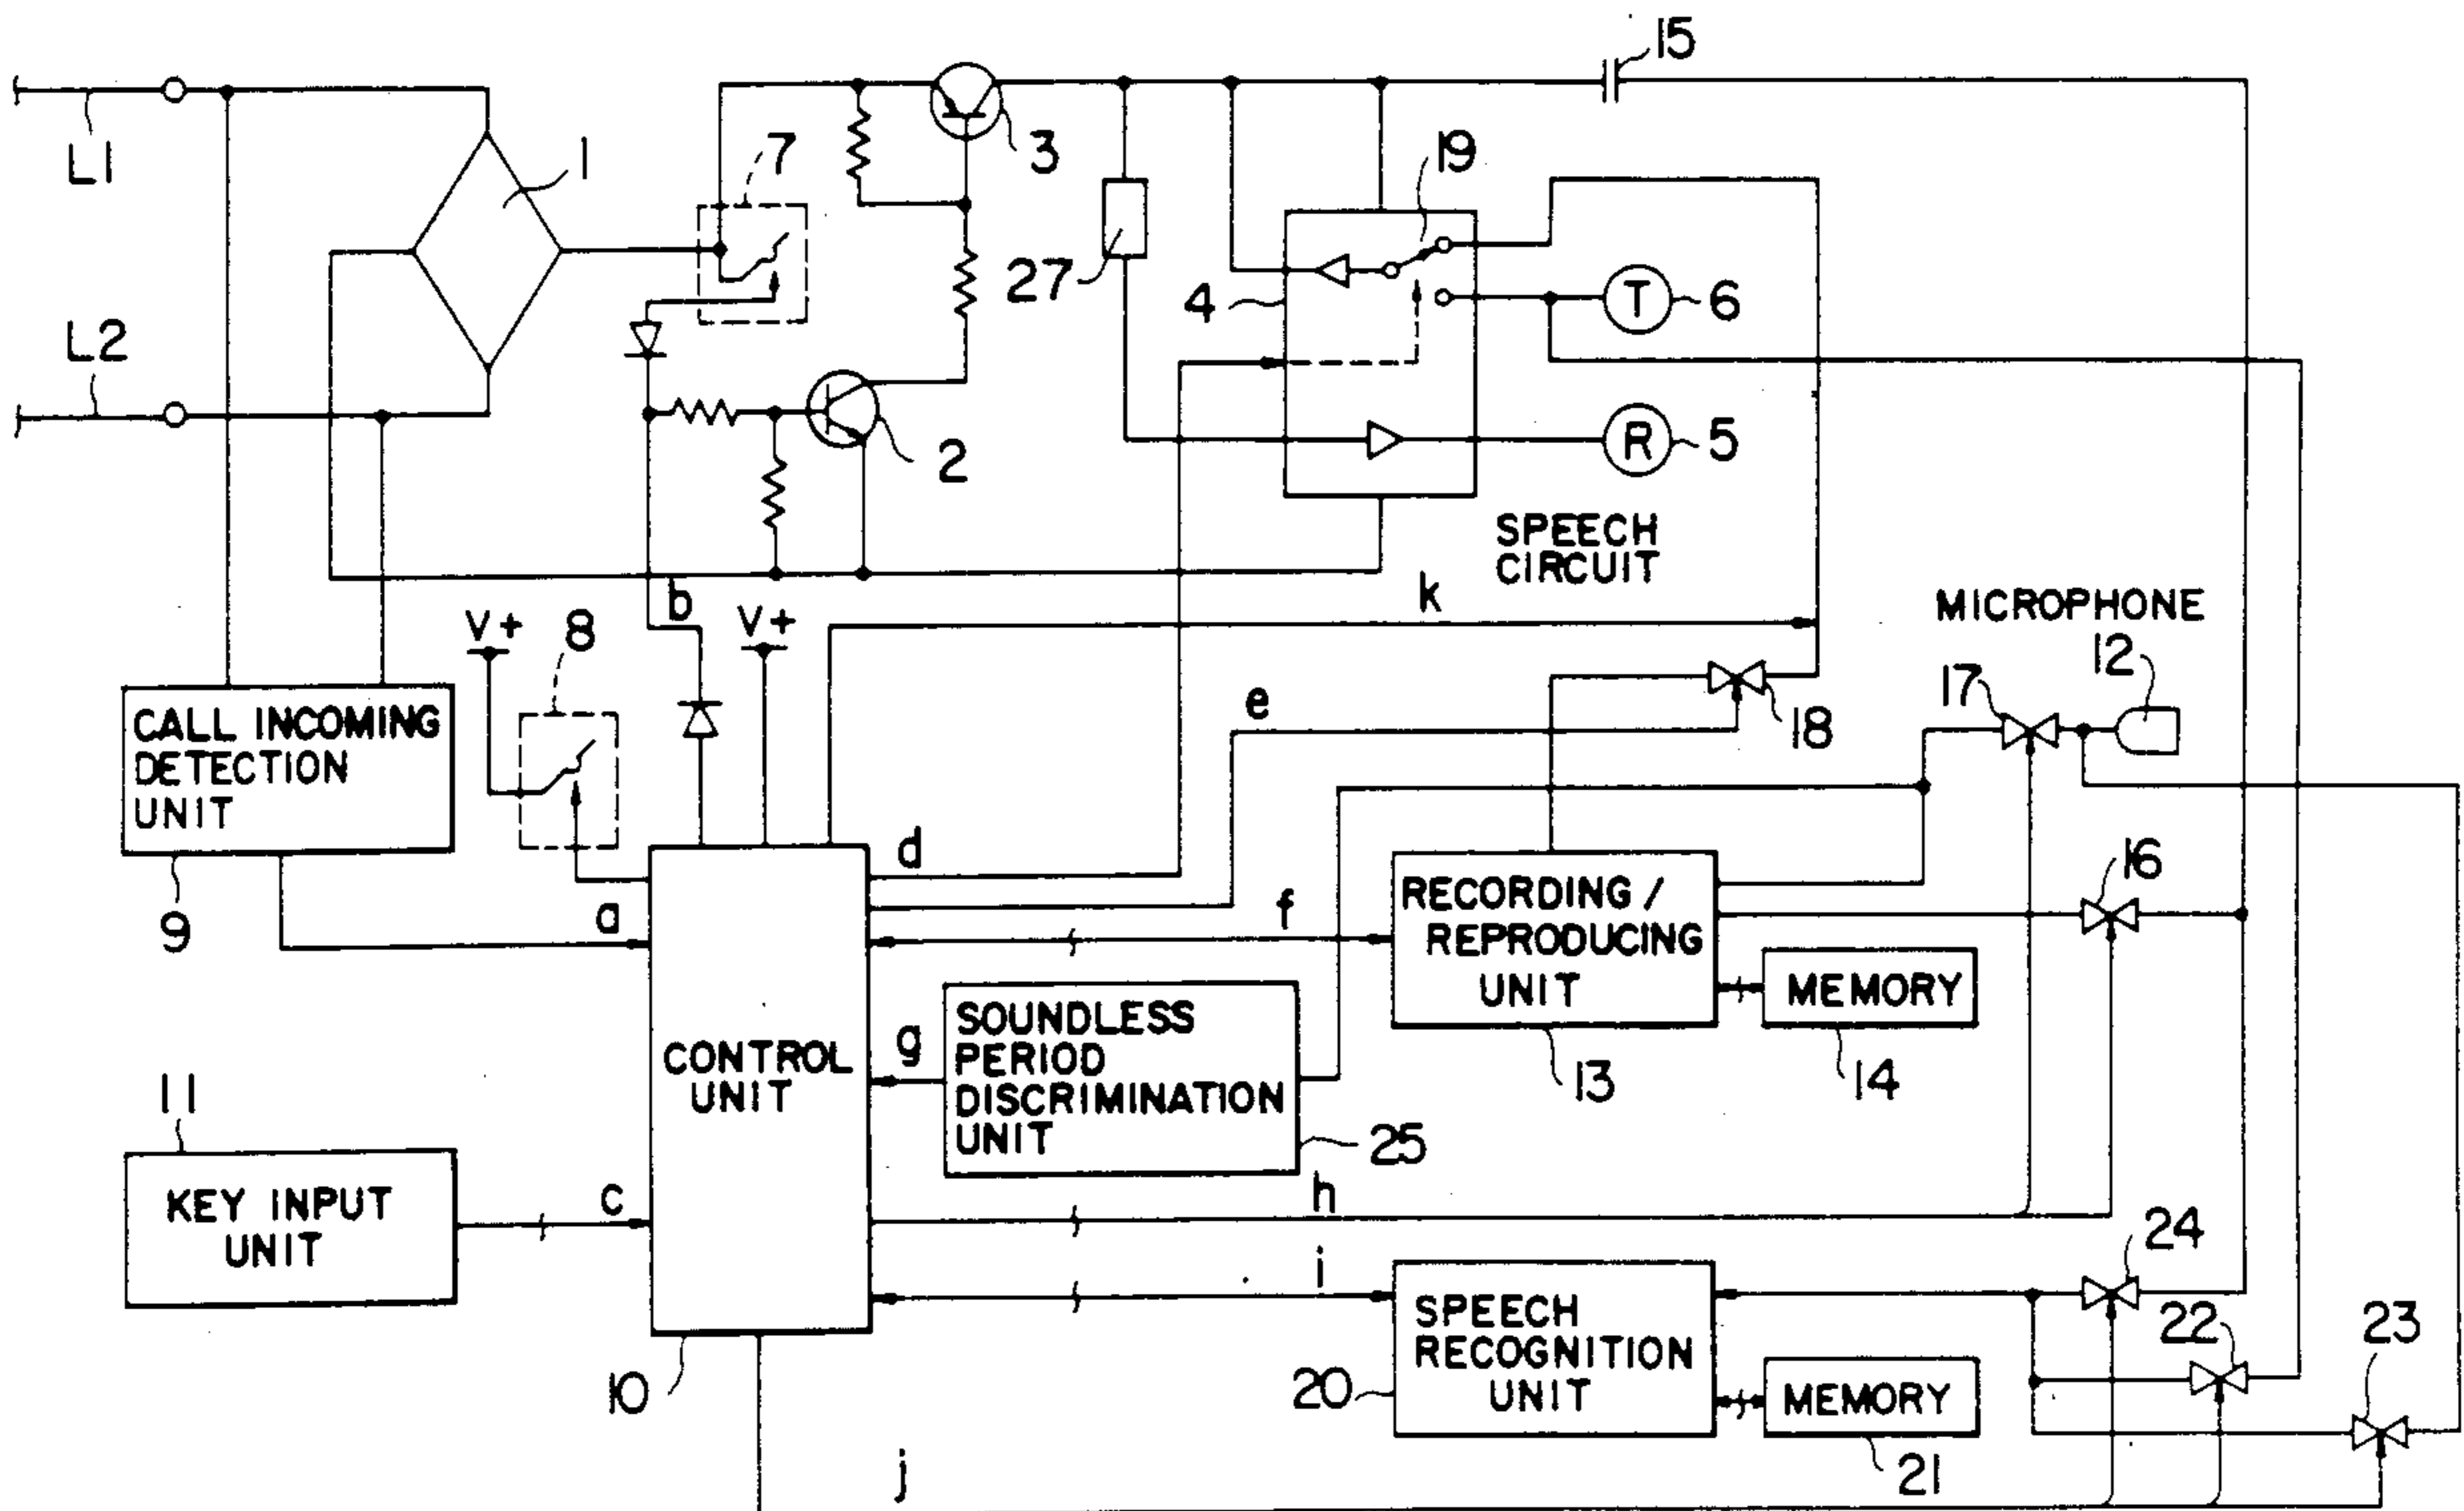 15
L1
1
7
3
19
27
4
T
6
L2
2
R
5
SPEECH
CIRCUIT
b
k
V+
8
V+
MICROPHONE
12
17
e
18
CALL INCOMING
DETECTION
UNIT
9
a
d
f
16
RECORDING /
REPRODUCING
UNIT
MEMORY
13
14
CONTROL
UNIT
g
SOUNDLESS
PERIOD
DISCRIMINATION
UNIT
25
11
KEY INPUT
UNIT
c
h
i
24
22
23
SPEECH
RECOGNITION
UNIT
20
MEMORY
21
10
j